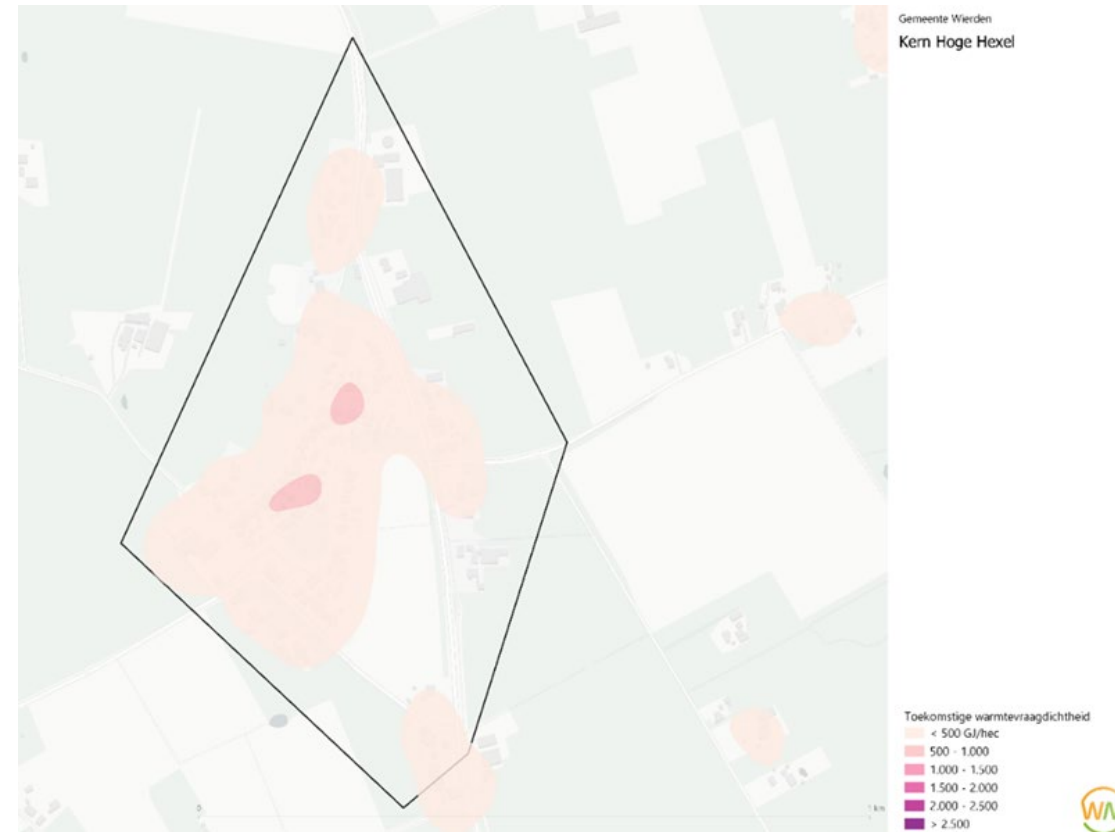 Gemeente Wierden
Kern Hoge Hexel
Toekomstige warmtevraagdichtheid
< 500 GJ/hec
500 - 1.000
1.000 - 1.500
1.500 - 2.000
2.000 - 2.500
> 2.500
0
1 km